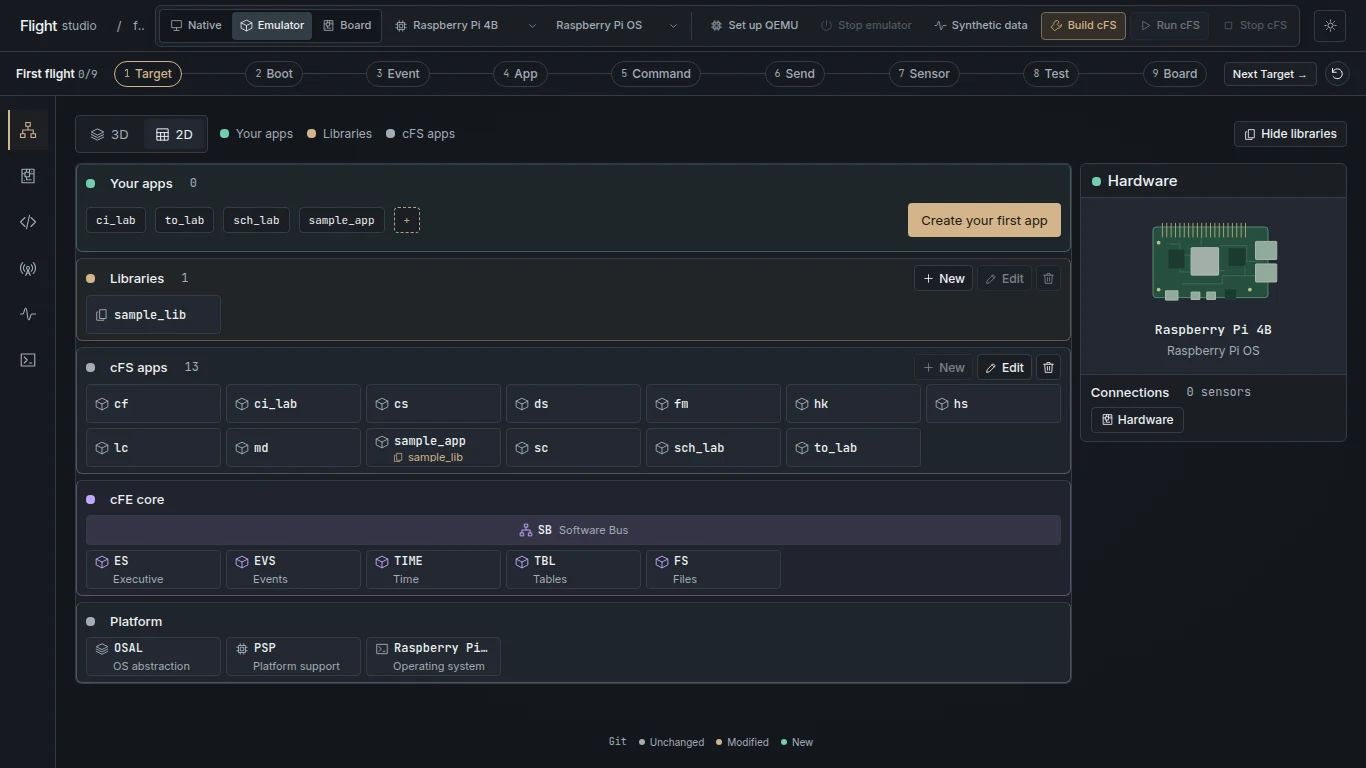 Flight studio / f.. Native Emulator Board Raspberry Pi 4B Raspberry Pi OS Set up QEMU Stop emulator Synthetic data Build cFS Run cFS Stop cFS
First flight 0/9 1 Target 2 Boot 3 Event 4 App 5 Command 6 Send 7 Sensor 8 Test 9 Board Next Target →
3D 2D Your apps Libraries cFS apps Hide libraries
Your apps 0
ci_lab to_lab sch_lab sample_app + Create your first app
Libraries 1 + New Edit
sample_lib
cFS apps 13 + New Edit
cf ci_lab cs ds fm hk hs
lc md sample_app sc sch_lab to_lab
sample_lib
cFE core
SB Software Bus
ES EVS TIME TBL FS
Executive Events Time Tables Files
Platform
OSAL PSP Raspberry Pi…
OS abstraction Platform support Operating system
Hardware
Raspberry Pi 4B
Raspberry Pi OS
Connections 0 sensors
Hardware
Git Unchanged Modified New